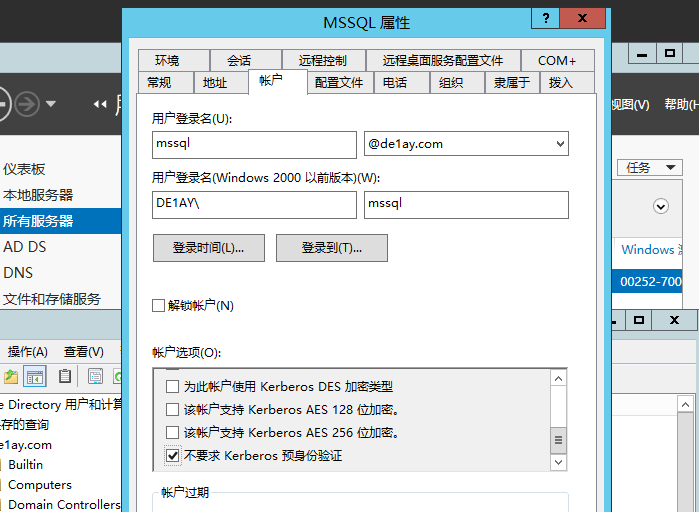 MSSQL 属性
?
x
环境
会话
远程控制
远程桌面服务配置文件
COM+
常规
地址
帐户
配置文件
电话
组织
隶属于
拨入
用户登录名(U):
mssql
@de1ay.com
用户登录名(Windows 2000 以前版本)(W):
DE1AY\
mssql
登录时间(L)...
登录到(T)...
解锁帐户(N)
帐户选项(O):
为此帐户使用 Kerberos DES 加密类型
该帐户支持 Kerberos AES 128 位加密。
该帐户支持 Kerberos AES 256 位加密。
不要求 Kerberos 预身份验证
帐户过期
仪表板
本地服务器
所有服务器
AD DS
DNS
文件和存储服务
操作(A)
查看(V)
e Directory 用户和计算
存的查询
e1ay.com
Builtin
Computers
Domain Controllers
视图(V)
帮助(H
任务
Windows
00252-700